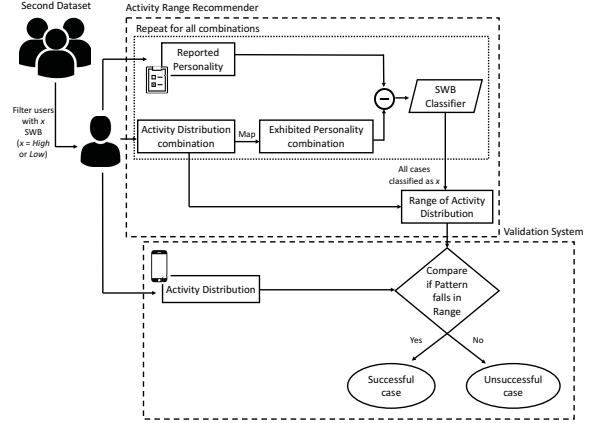 Second Dataset
Activity Range Recommender
Repeat for all combinations
Reported
Personality
SWB
Classifier
Filter users
with x
SWB
(x = High
or Low)
Activity Distribution
combination
Map
Exhibited Personality
combination
All cases
classified as x
Range of Activity
Distribution
Validation System
Activity Distribution
Compare
if Pattern
falls in
Range
Yes
No
Successful
case
Unsuccessful
case